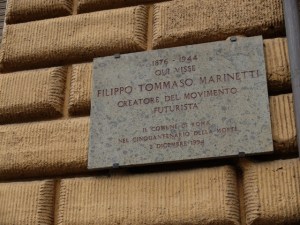 1876 - 1944
QUI VISSE
FILIPPO TOMMASO MARINETTI
CREATORE DEL MOVIMENTO
FUTURISTA
IL COMUNE DI ROMA
NEL CINQUANTENARIO DELLA MORTE
2 DICEMBRE 1994